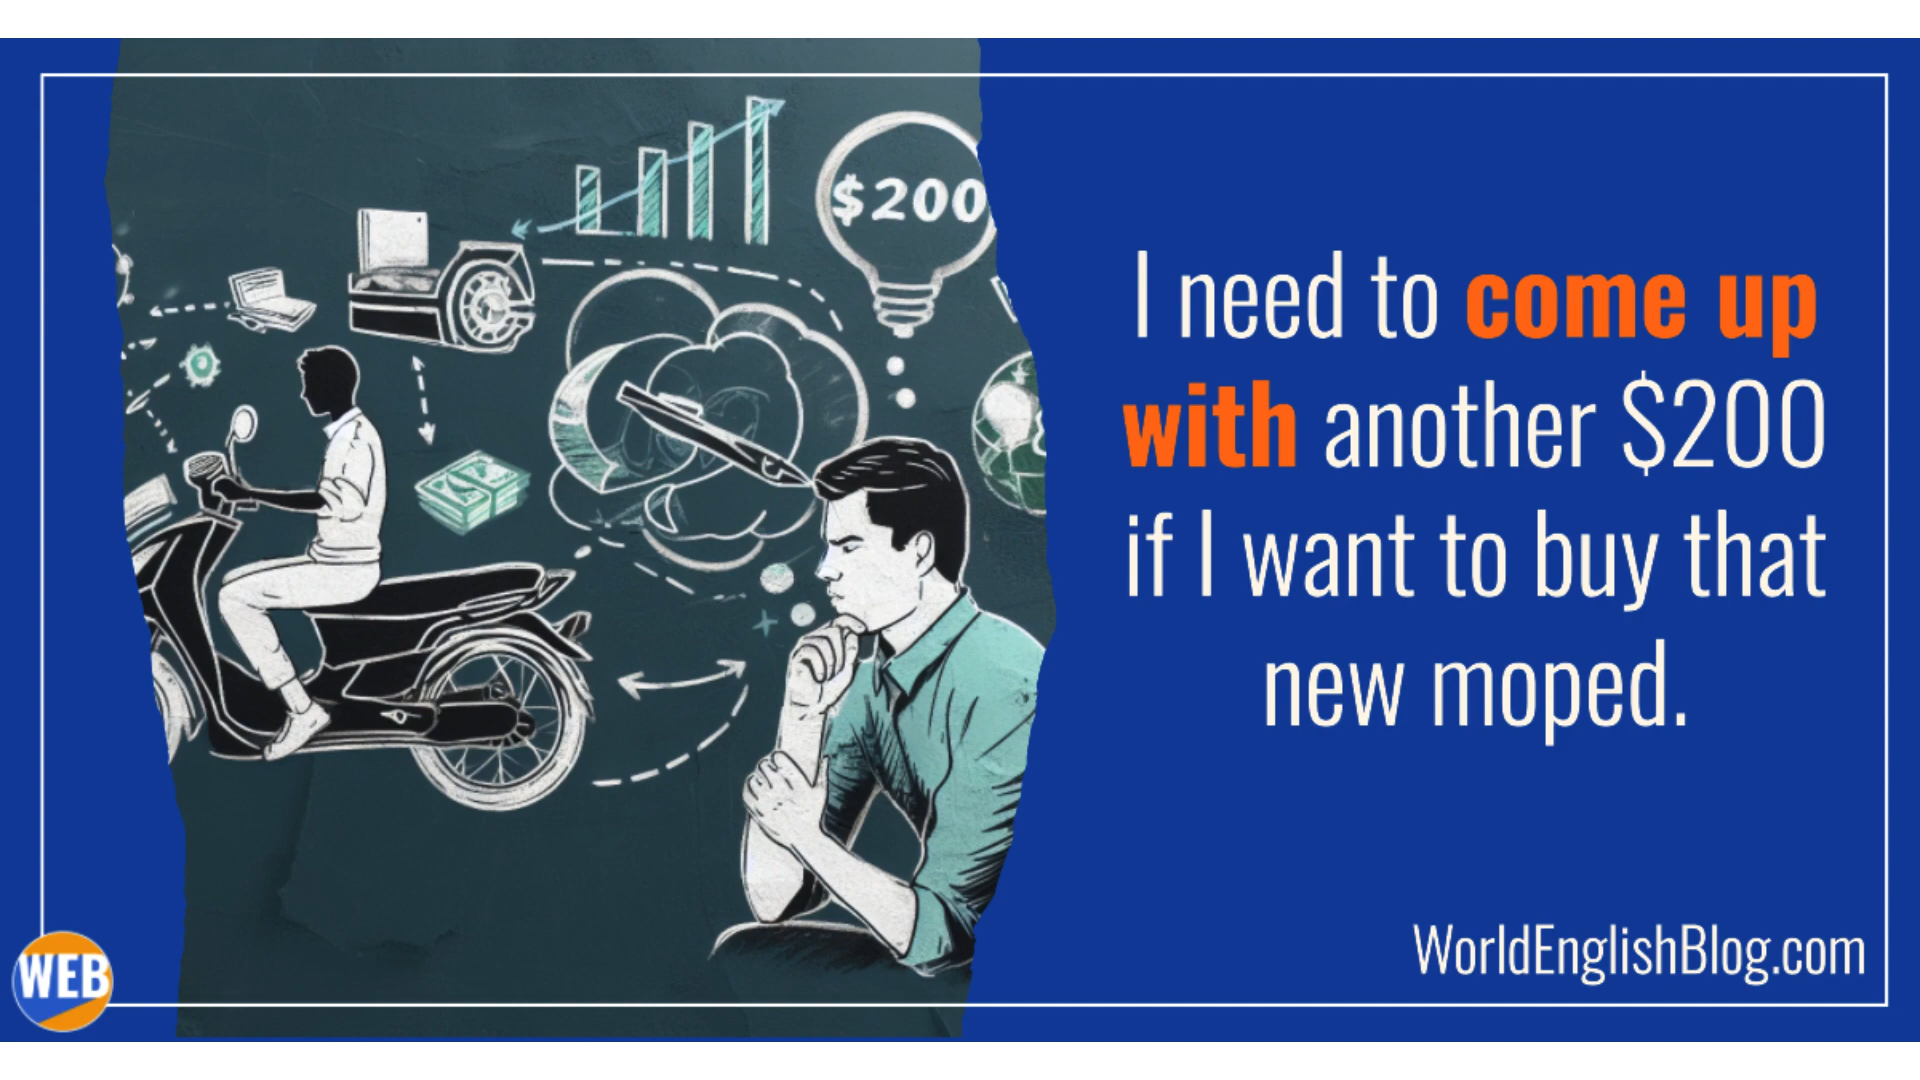 $200
I need to come up
with another $200
if I want to buy that
new moped.
WorldEnglishBlog.com
WEB